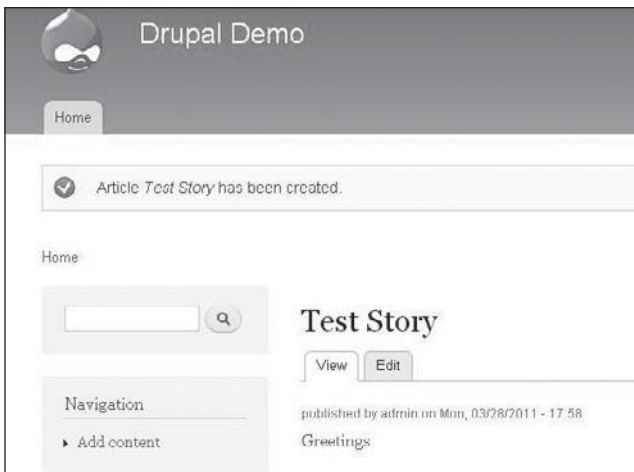 Drupal Demo
Home
Article Test Story has been created.
Home
Navigation
Add content
Test Story
View Edit
published by admin on Mon, 03/28/2011 - 17:58
Greetings